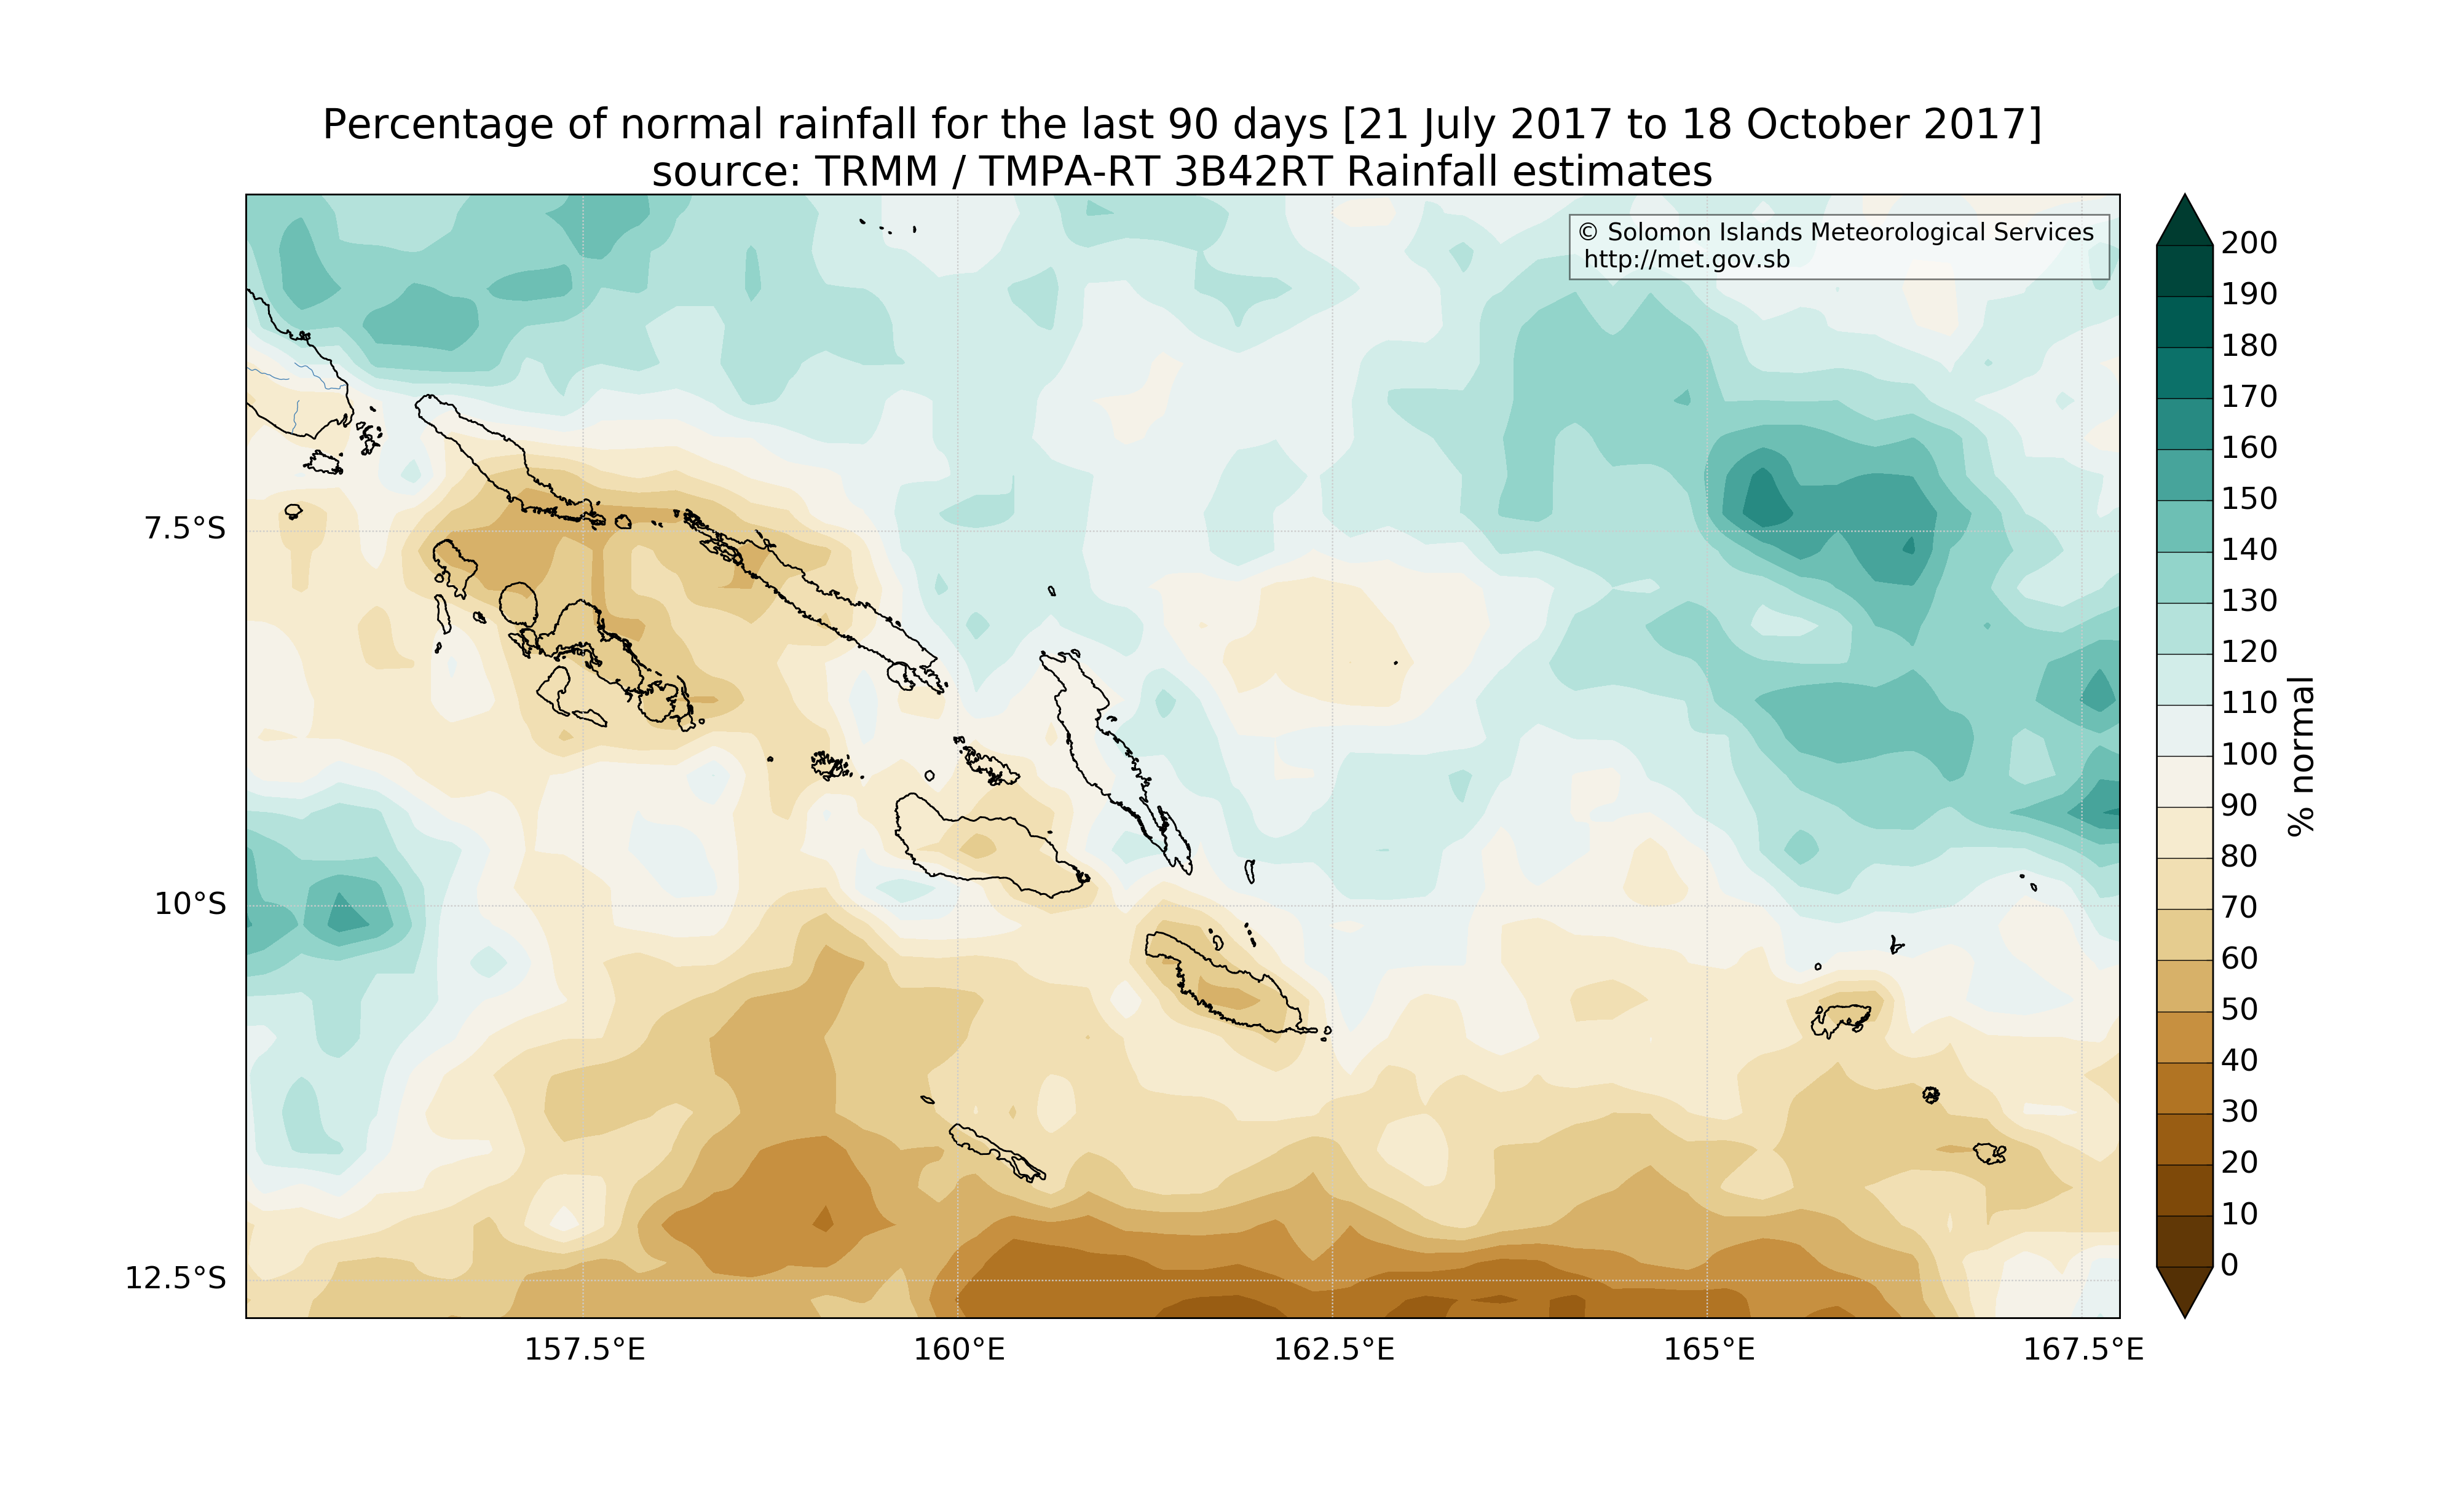 Percentage of normal rainfall for the last 90 days [21 July 2017 to 18 October 2017]
source: TRMM / TMPA-RT 3B42RT Rainfall estimates
© Solomon Islands Meteorological Services
http://met.gov.sb
7.5°S
10°S
12.5°S
157.5°E
160°E
162.5°E
165°E
167.5°E
200
190
180
170
160
150
140
130
120
110
100
90
80
70
60
50
40
30
20
10
0
% normal